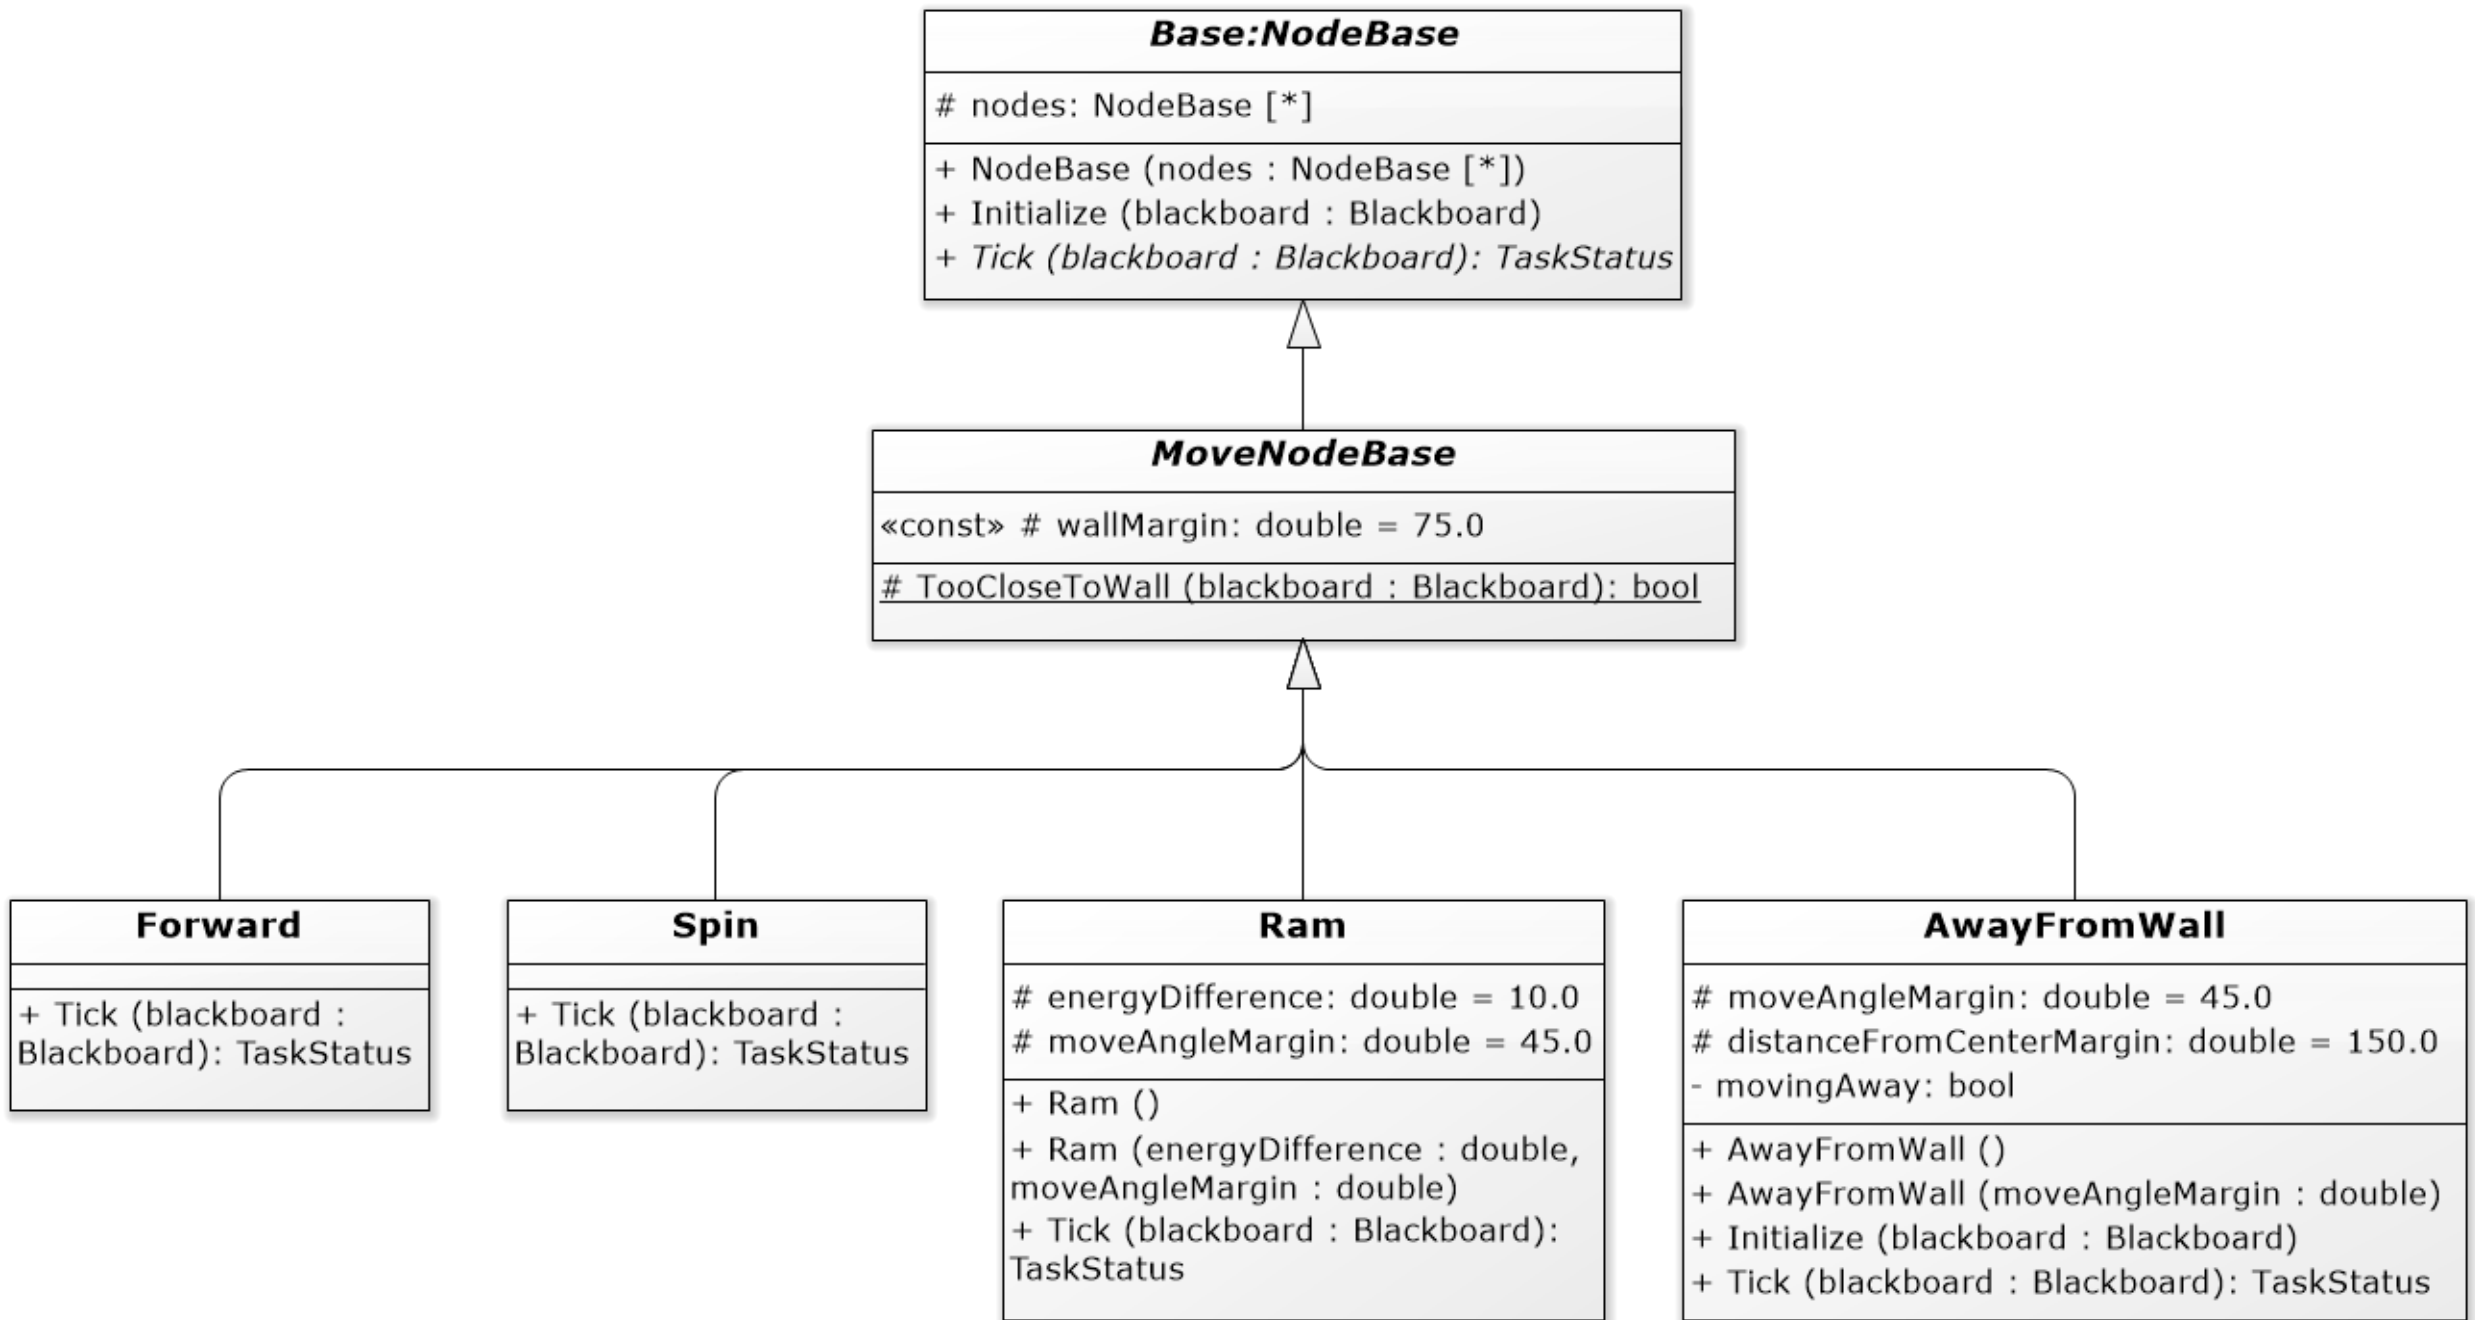 Base:NodeBase
# nodes: NodeBase [*]
+ NodeBase (nodes : NodeBase [*])
+ Initialize (blackboard : Blackboard)
+ Tick (blackboard : Blackboard): TaskStatus
MoveNodeBase
«const» # wallMargin: double = 75.0
# TooCloseToWall (blackboard : Blackboard): bool
Forward
+ Tick (blackboard :
Blackboard): TaskStatus
Spin
+ Tick (blackboard :
Blackboard): TaskStatus
Ram
# energyDifference: double = 10.0
# moveAngleMargin: double = 45.0
+ Ram ()
+ Ram (energyDifference : double,
moveAngleMargin : double)
+ Tick (blackboard : Blackboard):
TaskStatus
AwayFromWall
# moveAngleMargin: double = 45.0
# distanceFromCenterMargin: double = 150.0
- movingAway: bool
+ AwayFromWall ()
+ AwayFromWall (moveAngleMargin : double)
+ Initialize (blackboard : Blackboard)
+ Tick (blackboard : Blackboard): TaskStatus